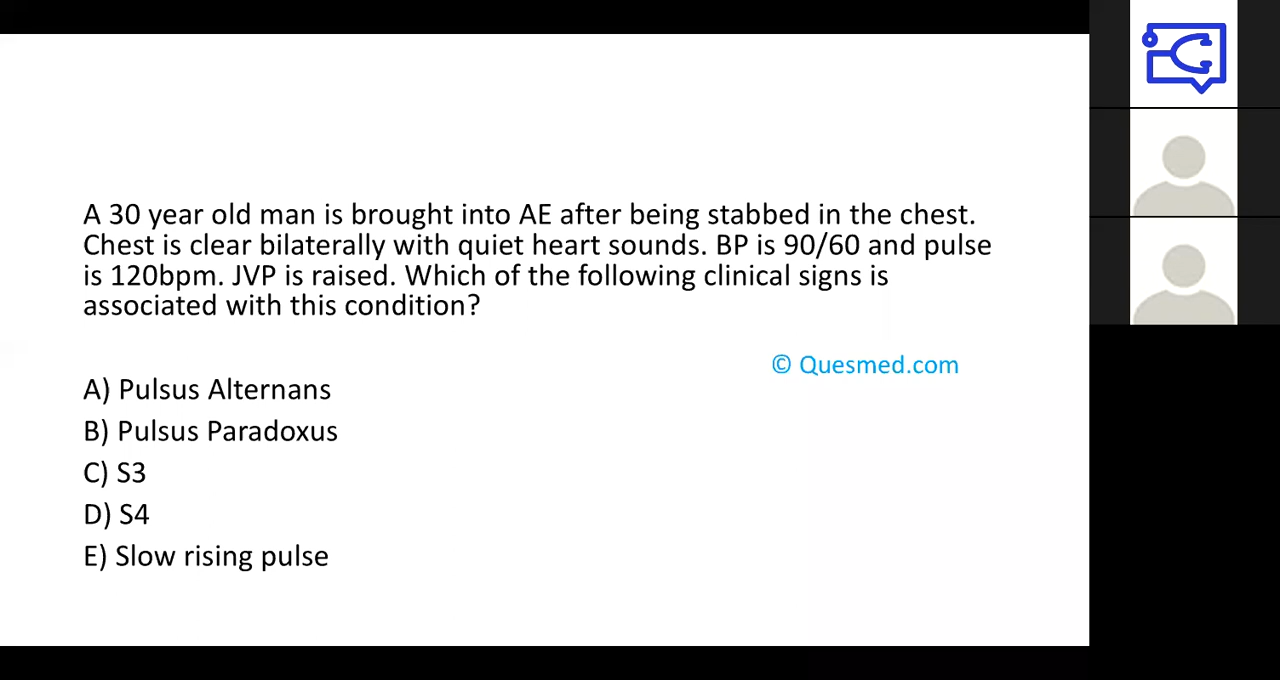 A 30 year old man is brought into AE after being stabbed in the chest.
Chest is clear bilaterally with quiet heart sounds. BP is 90/60 and pulse
is 120bpm. JVP is raised. Which of the following clinical signs is
associated with this condition?
© Quesmed.com
A) Pulsus Alternans
B) Pulsus Paradoxus
C) S3
D) S4
E) Slow rising pulse